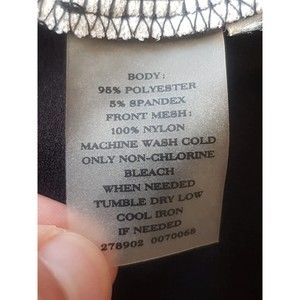 BODY:
95% POLYESTER
5% SPANDEX
FRONT MESH:
100% NYLON
MACHINE WASH COLD
ONLY NON-CHLORINE
BLEACH
WHEN NEEDED
TUMBLE DRY LOW
COOL IRON
IF NEEDED
278902 0070068